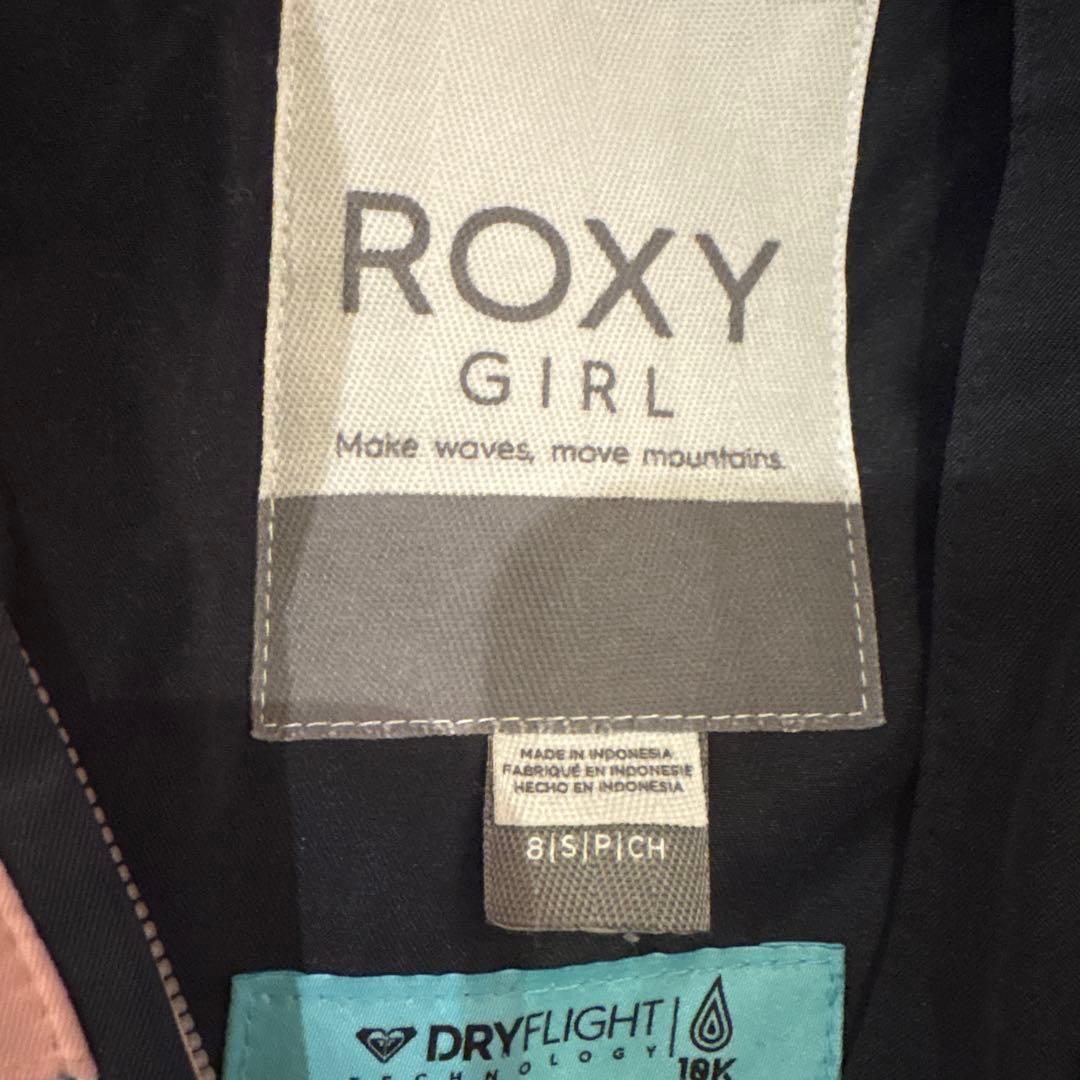 ROXY
GIRL
Make waves, move mountains.
MADE IN INDONESIA
FABRIQUÉ EN INDONESIE
HECHO EN INDONESIA
8|S|P|CH
DRYFLIGHT
TECHNOLOGY
10K